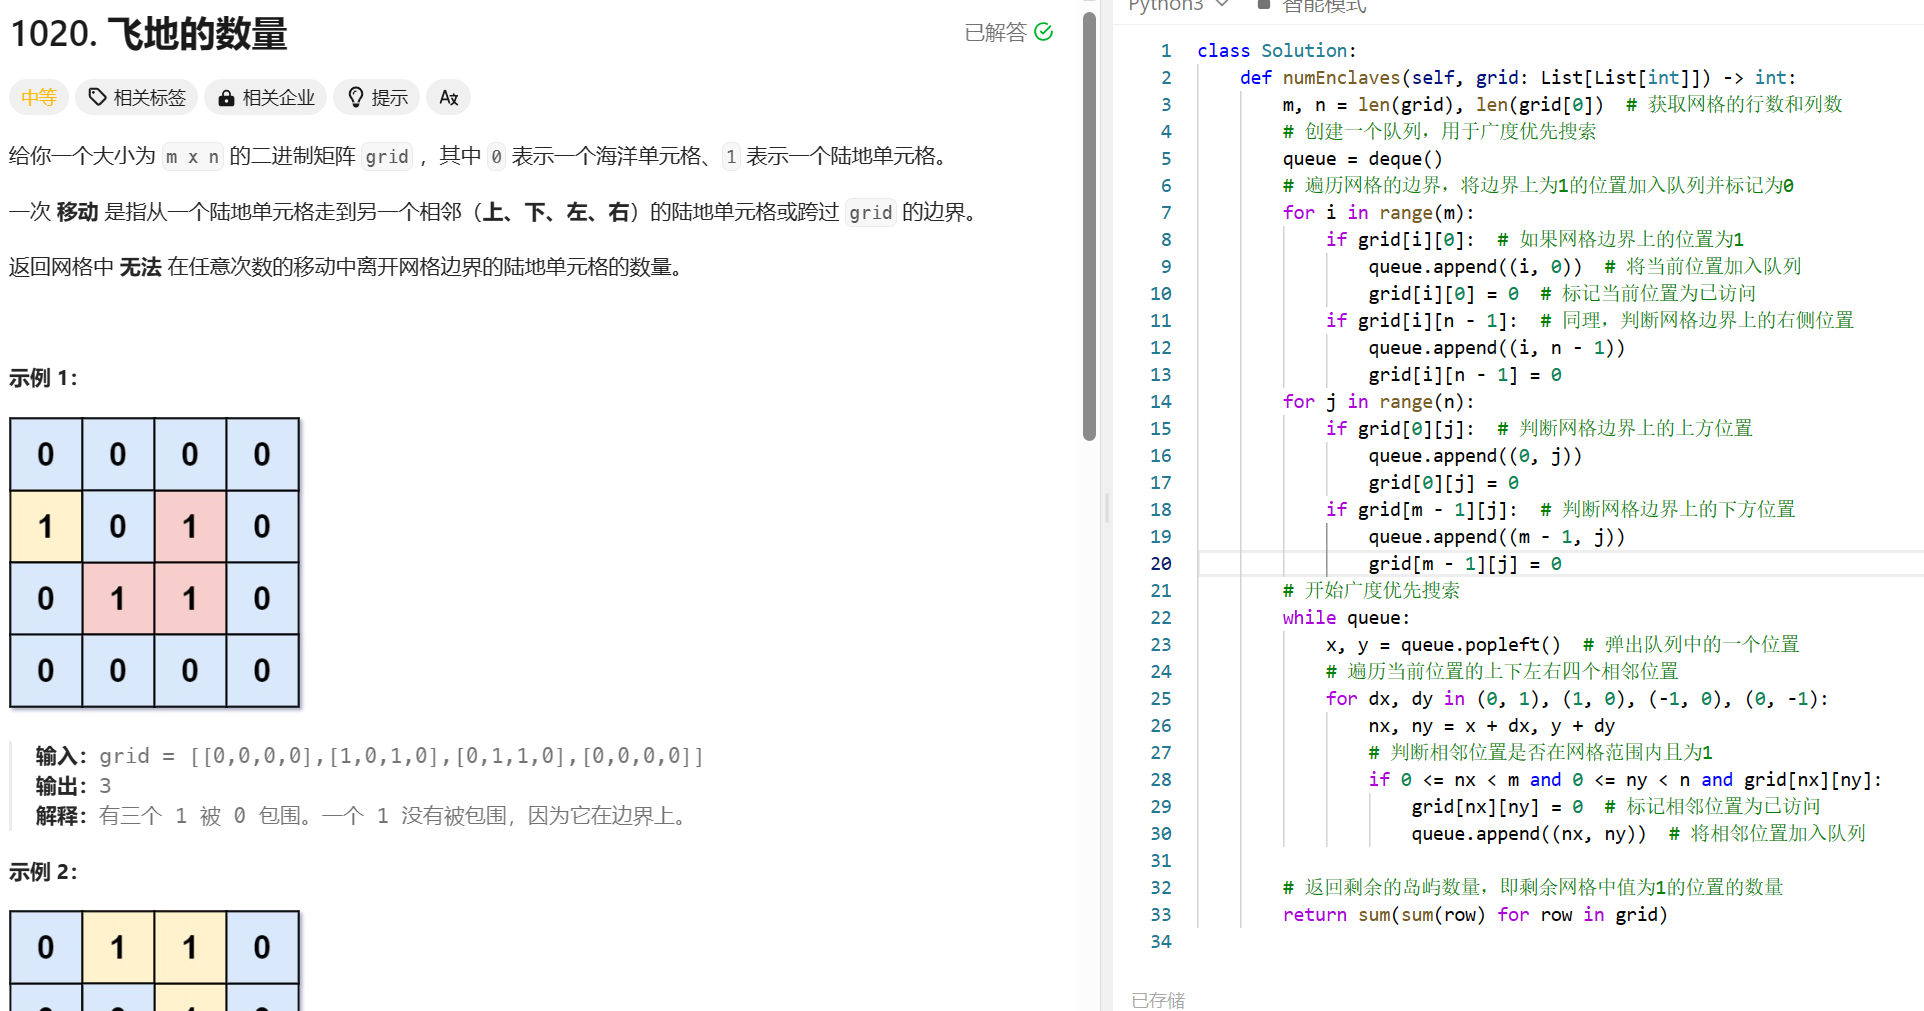 1020. 飞地的数量
已解答
中等
相关标签
相关企业
提示
给你一个大小为 m x n 的二进制矩阵 grid ，其中 0 表示一个海洋单元格、1 表示一个陆地单元格。
一次 移动 是指从一个陆地单元格走到另一个相邻（上、下、左、右）的陆地单元格或跨过 grid 的边界。
返回网格中 无法 在任意次数的移动中离开网格边界的陆地单元格的数量。
示例 1：
0 0 0 0
1 0 1 0
0 1 1 0
0 0 0 0
输入：grid = [[0,0,0,0],[1,0,1,0],[0,1,1,0],[0,0,0,0]]
输出：3
解释：有三个 1 被 0 包围。一个 1 没有被包围，因为它在边界上。
示例 2：
0 1 1 0
Python3
智能模式
1 class Solution:
2 def numEnclaves(self, grid: List[List[int]]) -> int:
3 m, n = len(grid), len(grid[0])  # 获取网格的行数和列数
4 # 创建一个队列，用于广度优先搜索
5 queue = deque()
6 # 遍历网格的边界，将边界上为1的位置加入队列并标记为0
7 for i in range(m):
8 if grid[i][0]:  # 如果网格边界上的位置为1
9 queue.append((i, 0))  # 将当前位置加入队列
10 grid[i][0] = 0  # 标记当前位置为已访问
11 if grid[i][n - 1]:  # 同理，判断网格边界上的右侧位置
12 queue.append((i, n - 1))
13 grid[i][n - 1] = 0
14 for j in range(n):
15 if grid[0][j]:  # 判断网格边界上的上方位置
16 queue.append((0, j))
17 grid[0][j] = 0
18 if grid[m - 1][j]:  # 判断网格边界上的下方位置
19 queue.append((m - 1, j))
20 grid[m - 1][j] = 0
21 # 开始广度优先搜索
22 while queue:
23 x, y = queue.popleft()  # 弹出队列中的一个位置
24 # 遍历当前位置的上下左右四个相邻位置
25 for dx, dy in (0, 1), (1, 0), (-1, 0), (0, -1):
26 nx, ny = x + dx, y + dy
27 # 判断相邻位置是否在网格范围内且为1
28 if 0 <= nx < m and 0 <= ny < n and grid[nx][ny]:
29 grid[nx][ny] = 0  # 标记相邻位置为已访问
30 queue.append((nx, ny))  # 将相邻位置加入队列
31
32 # 返回剩余的岛屿数量，即剩余网格中值为1的位置的数量
33 return sum(sum(row) for row in grid)
34
已存储